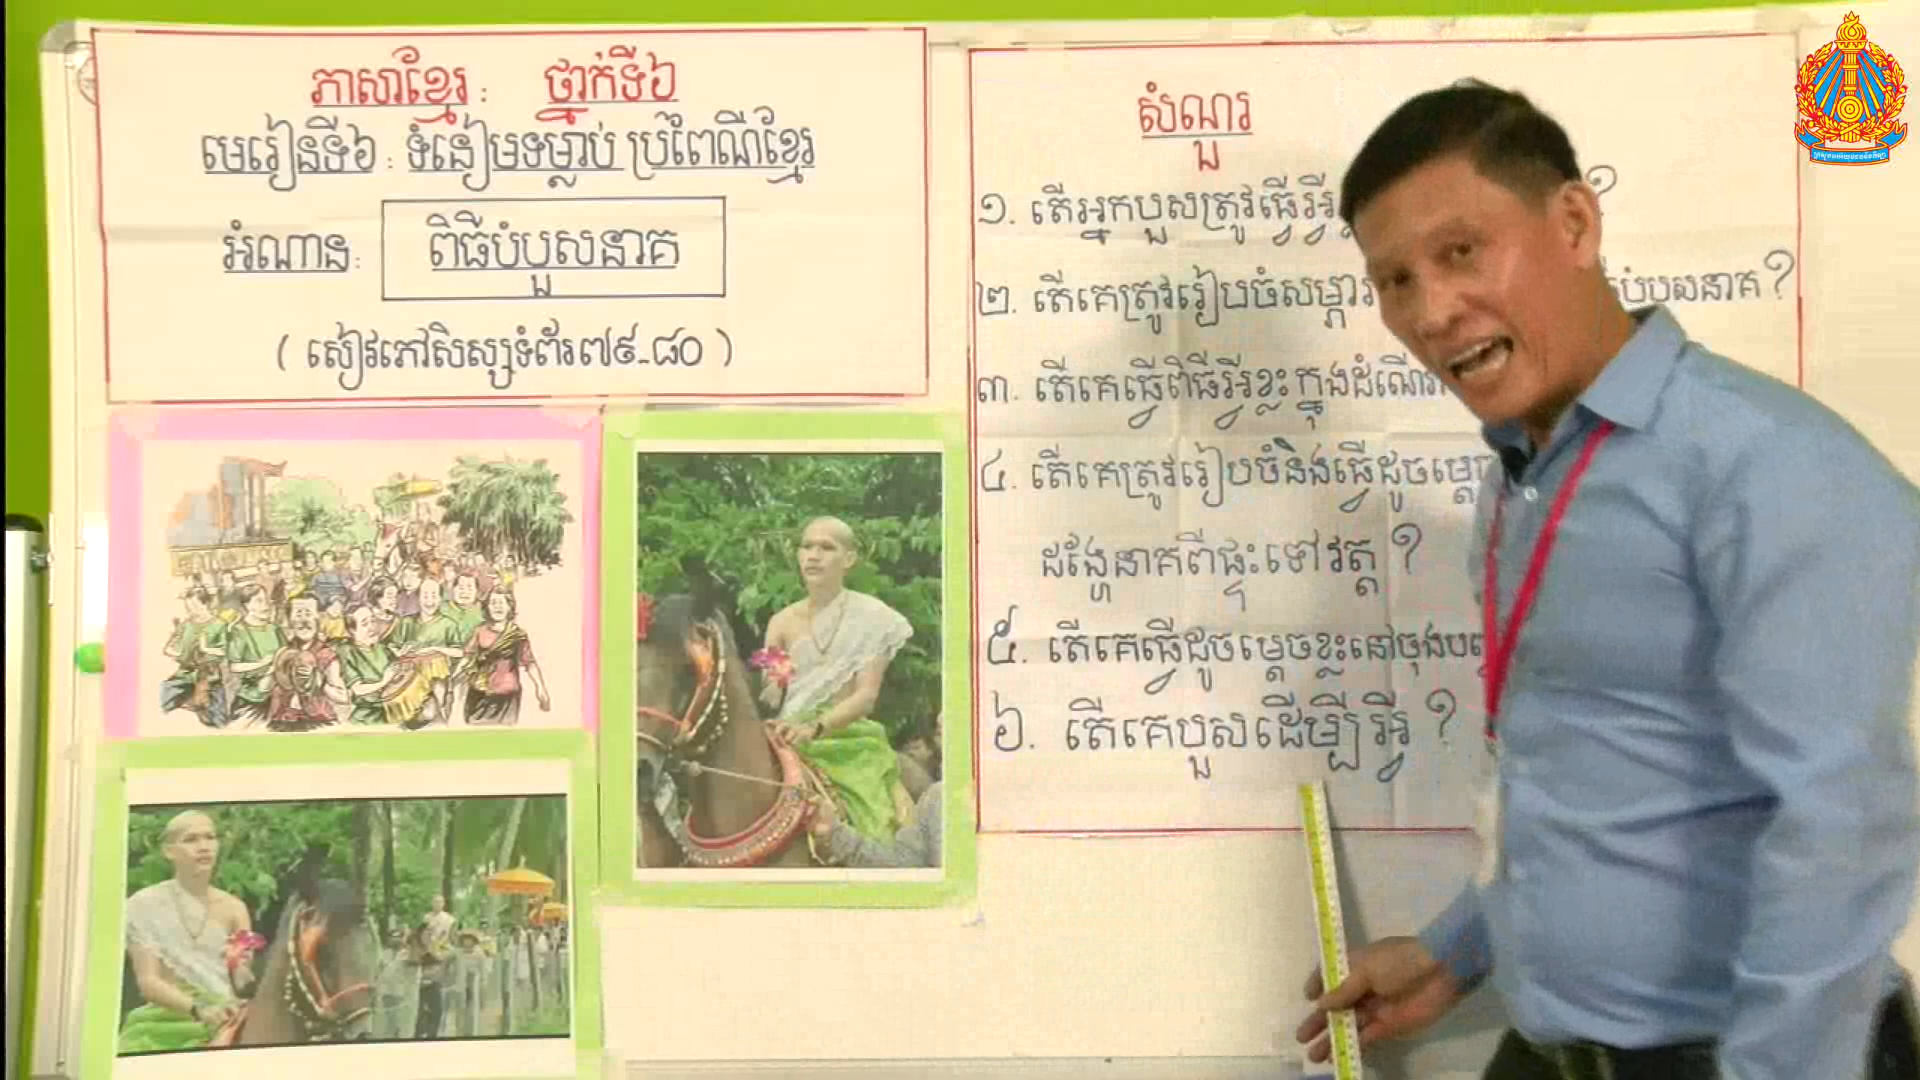 ភាសាខ្មែរ : ថ្នាក់ទី៦
មេរៀនទី៦ : ទំនៀមទម្លាប់ ប្រពៃណីខ្មែរ
អំណាន: ពិធីបំបួសនាគ
( សៀវភៅសិស្សទំព័រ៧៩-៨០ )
សំណួរ
១. តើអ្នកបួសត្រូវធ្វើអ្វី ?
២. តើគេត្រូវរៀបចំសម្ភារ បំបួសនាគ ?
៣. តើគេធ្វើពិធីអ្វីខ្លះ ក្នុងដំណើរ
៤. តើគេត្រូវរៀបចំនិងធ្វើដូចម្ដេច
ដង្ហែនាគពីផ្ទះទៅវត្ត ?
៥. តើគេធ្វើដូចម្ដេចខ្លះនៅចុងបញ្ច
៦. តើគេបួសដើម្បីអ្វី ?